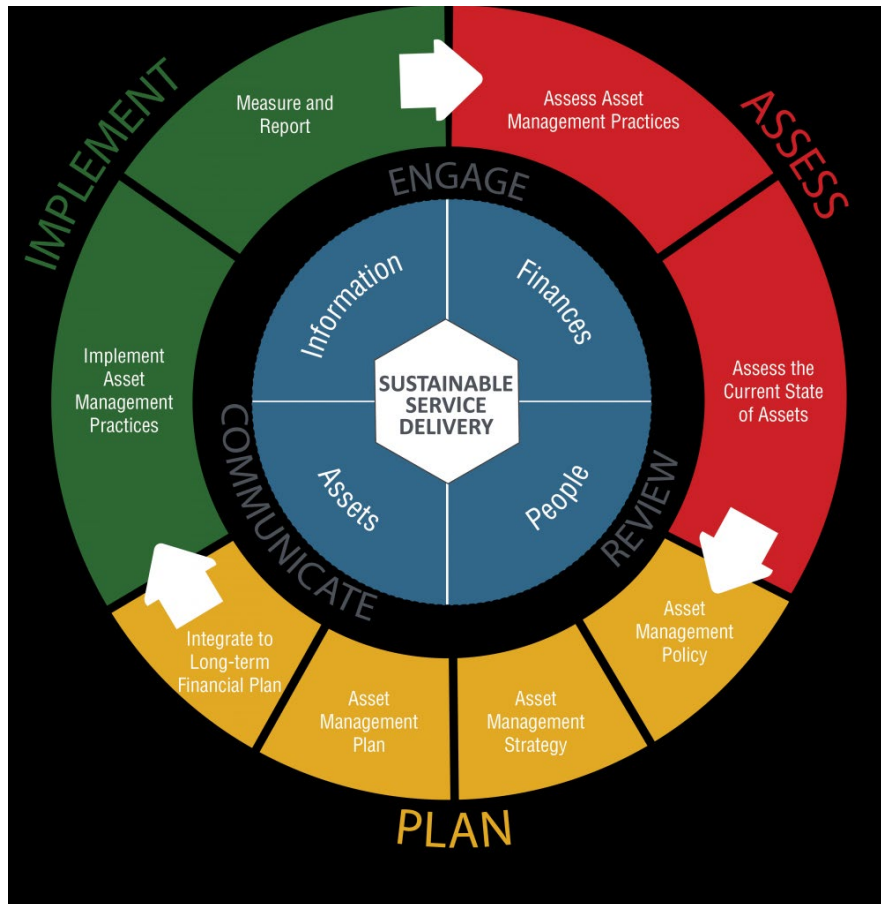 IMPLEMENT
Measure and
Report
Assess Asset
Management Practices
ASSESS
ENGAGE
Information
Finances
Implement
Asset
Management
Practices
SUSTAINABLE
SERVICE
DELIVERY
Assess the
Current State
of Assets
COMMUNICATE
Assets
People
REVIEW
Integrate to
Long-term
Financial Plan
Asset
Management
Plan
Asset
Management
Strategy
Asset
Management
Policy
PLAN